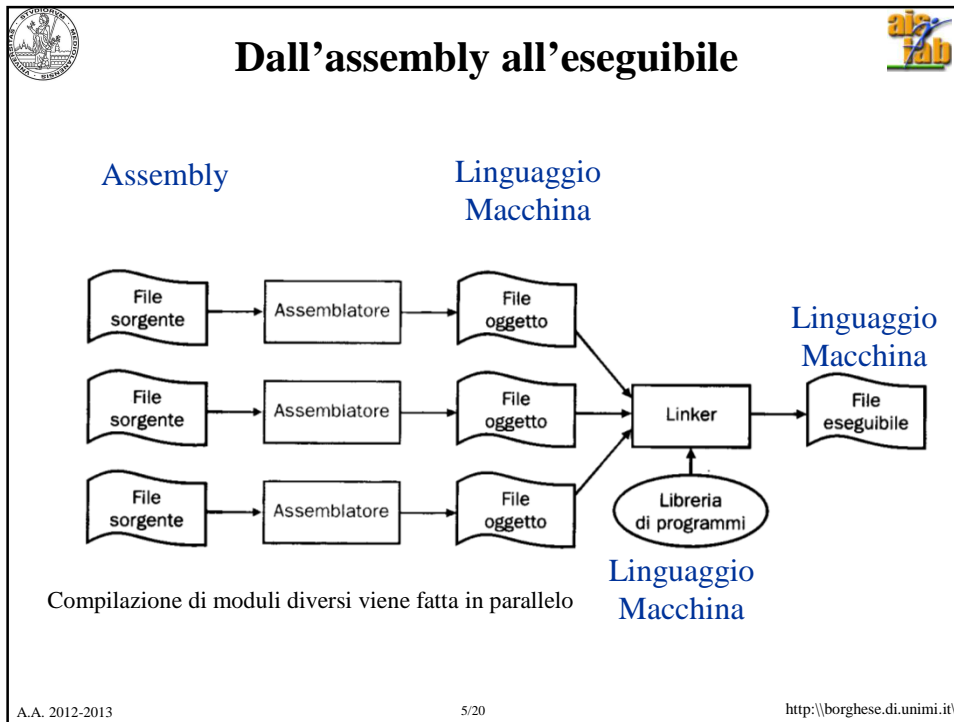 Dall'assembly all'eseguibile
ais
lab
Assembly
Linguaggio
Macchina
File
sorgente
Assemblatore
File
oggetto
Linguaggio
Macchina
File
sorgente
Assemblatore
File
oggetto
Linker
File
eseguibile
File
sorgente
Assemblatore
File
oggetto
Libreria
di programmi
Linguaggio
Macchina
Compilazione di moduli diversi viene fatta in parallelo
A.A. 2012-2013
5/20
http:\\borghese.di.unimi.it\